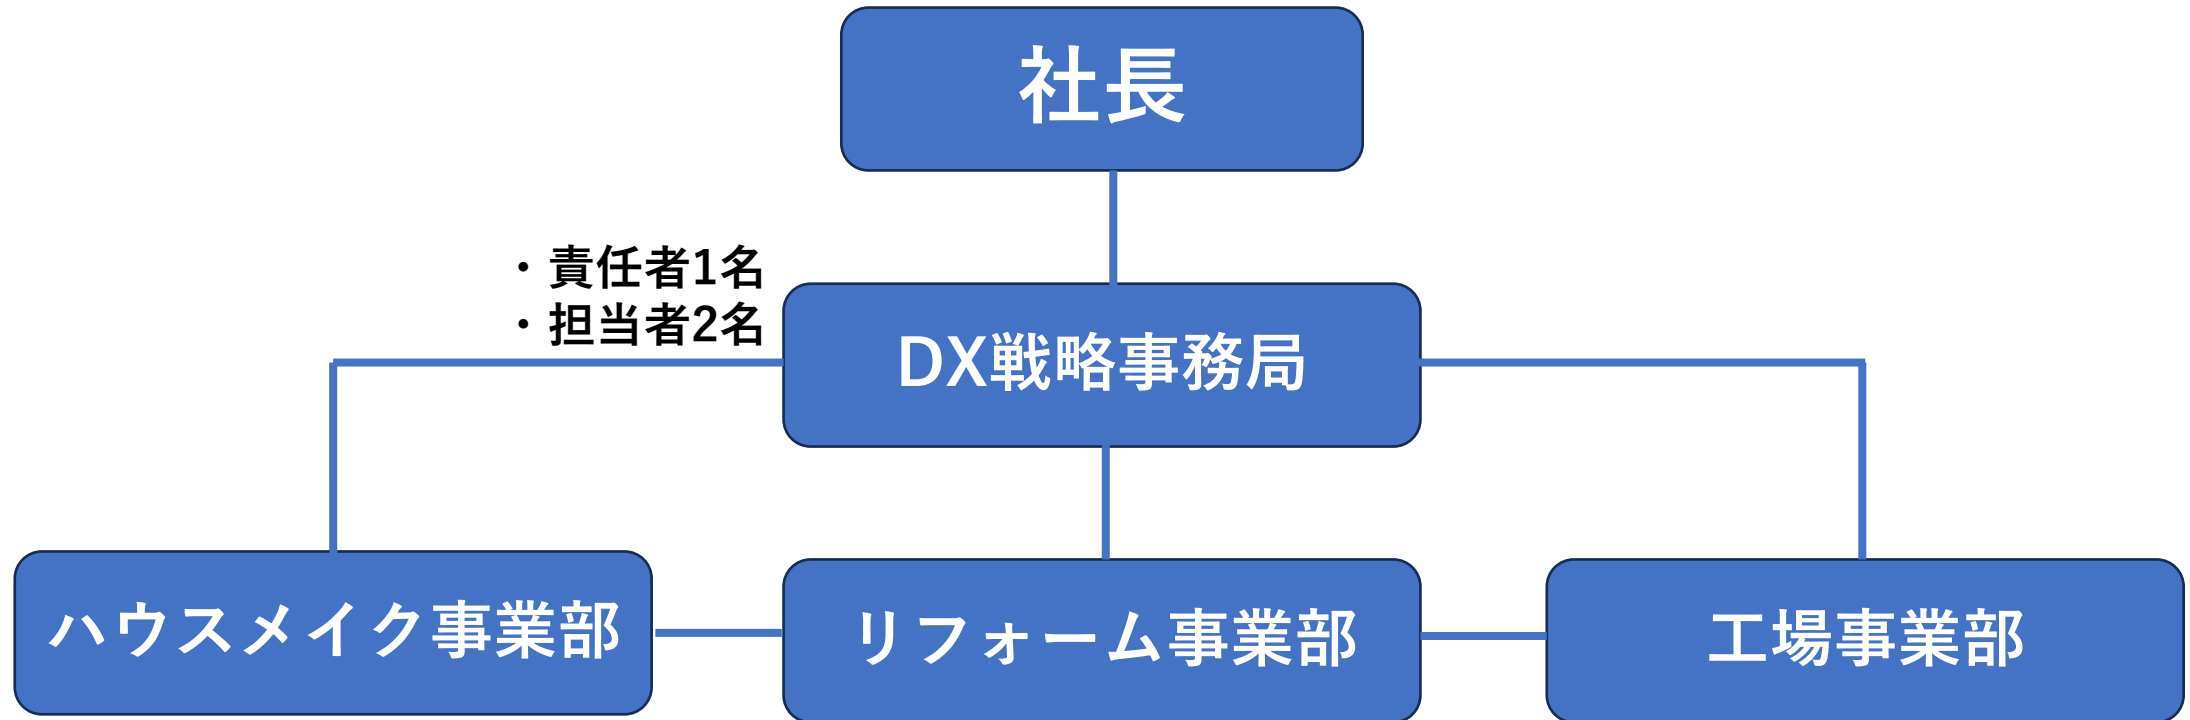 社長
・責任者1名
・担当者2名
DX戦略事務局
ハウスメイク事業部
リフォーム事業部
工場事業部